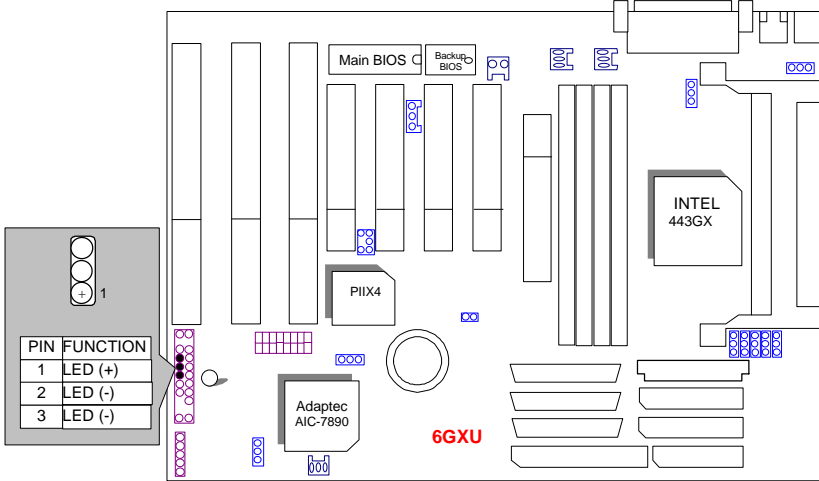 Main BIOS
Backup
BIOS
INTEL
443GX
PIIX4
1
PIN FUNCTION
1 LED (+)
2 LED (-)
3 LED (-)
Adaptec
AIC-7890
6GXU